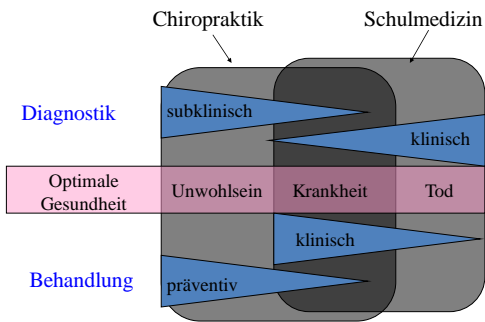 Chiropraktik Schulmedizin
Diagnostik
subklinisch
klinisch
Optimale Gesundheit
Unwohlsein
Krankheit
Tod
klinisch
Behandlung
präventiv